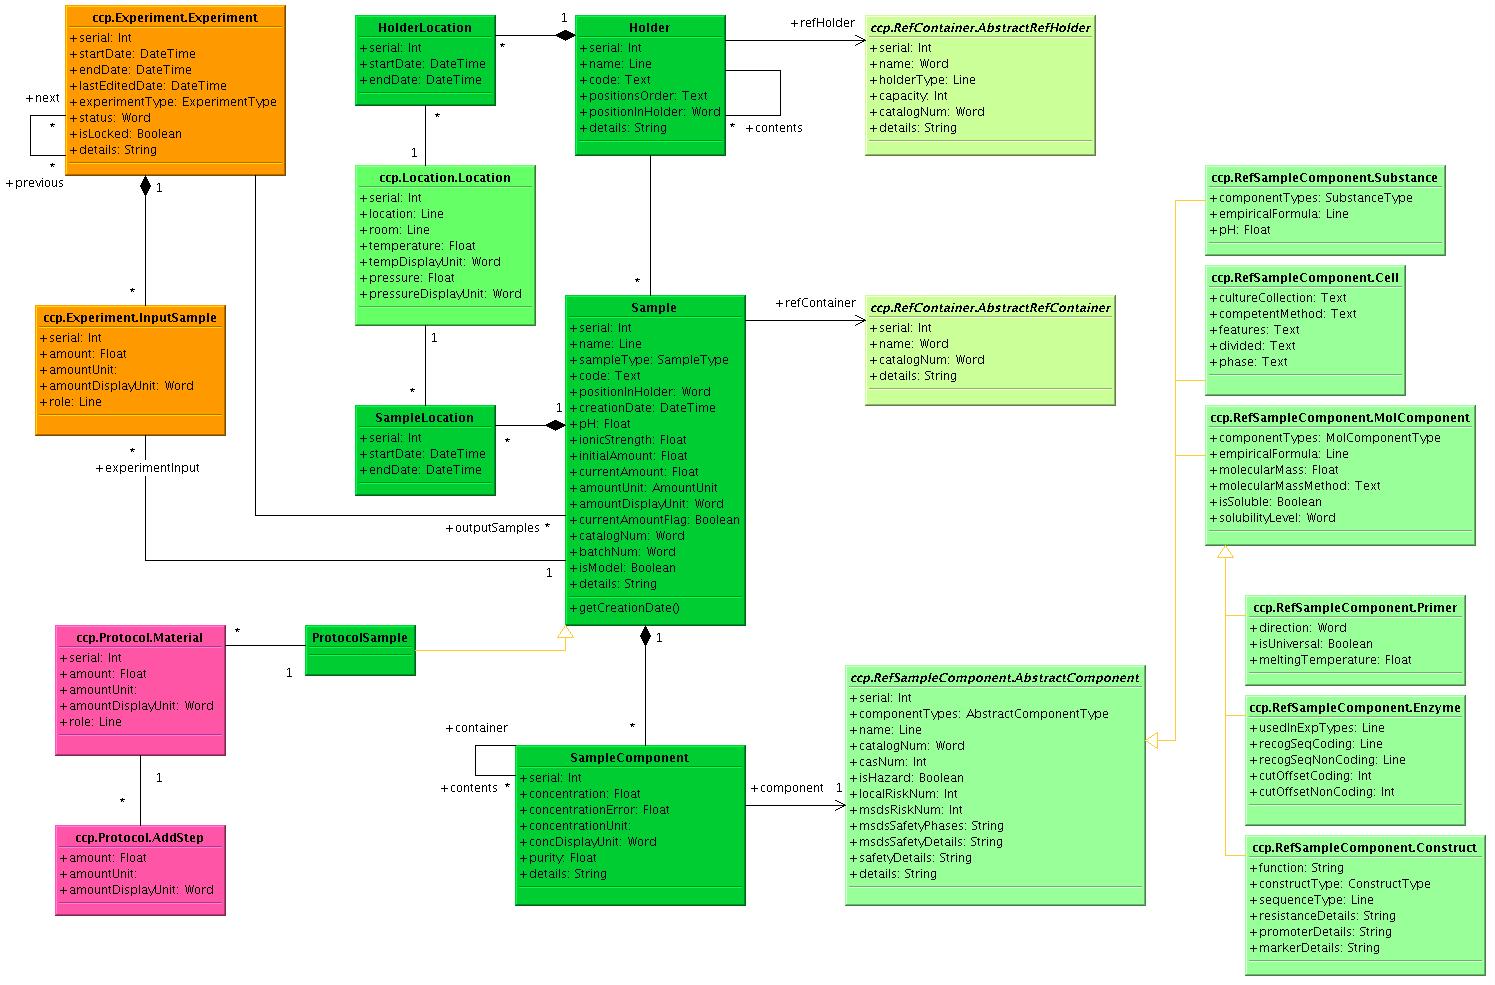 ccp.Experiment.Experiment
+serial: Int
+startDate: DateTime
+endDate: DateTime
+lastEditedDate: DateTime
+experimentType: ExperimentType
+status: Word
+isLocked: Boolean
+details: String
+next
*
*
+previous
1
*
HolderLocation
+serial: Int
+startDate: DateTime
+endDate: DateTime
1
*
*
1
Holder
+serial: Int
+name: Line
+code: Text
+positionsOrder: Text
+positionInHolder: Word
+details: String
* +contents
+refHolder
ccp.RefContainer.AbstractRefHolder
+serial: Int
+name: Word
+holderType: Line
+capacity: Int
+catalogNum: Word
+details: String
ccp.Location.Location
+serial: Int
+location: Line
+room: Line
+temperature: Float
+tempDisplayUnit: Word
+pressure: Float
+pressureDisplayUnit: Word
1
*
ccp.Experiment.InputSample
+serial: Int
+amount: Float
+amountUnit:
+amountDisplayUnit: Word
+role: Line
*
+experimentInput
SampleLocation
+serial: Int
+startDate: DateTime
+endDate: DateTime
1
*
*
Sample
+serial: Int
+name: Line
+sampleType: SampleType
+code: Text
+positionInHolder: Word
+creationDate: DateTime
+pH: Float
+ionicStrength: Float
+initialAmount: Float
+currentAmount: Float
+amountUnit: AmountUnit
+amountDisplayUnit: Word
+currentAmountFlag: Boolean
+catalogNum: Word
+batchNum: Word
+isModel: Boolean
+details: String
+getCreationDate()
+outputSamples *
1
+refContainer
ccp.RefContainer.AbstractRefContainer
+serial: Int
+name: Word
+catalogNum: Word
+details: String
ccp.RefSampleComponent.Substance
+componentTypes: SubstanceType
+empiricalFormula: Line
+pH: Float
ccp.RefSampleComponent.Cell
+cultureCollection: Text
+competentMethod: Text
+features: Text
+divided: Text
+phase: Text
ccp.RefSampleComponent.MolComponent
+componentTypes: MolComponentType
+empiricalFormula: Line
+molecularMass: Float
+molecularMassMethod: Text
+isSoluble: Boolean
+solubilityLevel: Word
ccp.RefSampleComponent.Primer
+direction: Word
+isUniversal: Boolean
+meltingTemperature: Float
ccp.RefSampleComponent.Enzyme
+usedInExpTypes: Line
+recogSeqCoding: Line
+recogSeqNonCoding: Line
+cutOffsetCoding: Int
+cutOffsetNonCoding: Int
ccp.RefSampleComponent.Construct
+function: String
+constructType: ConstructType
+sequenceType: Line
+resistanceDetails: String
+promoterDetails: String
+markerDetails: String
ccp.Protocol.Material
+serial: Int
+amount: Float
+amountUnit:
+amountDisplayUnit: Word
+role: Line
*
1
ProtocolSample
1
*
ccp.Protocol.AddStep
+amount: Float
+amountUnit:
+amountDisplayUnit: Word
1
*
+container
+contents *
SampleComponent
+serial: Int
+concentration: Float
+concentrationError: Float
+concentrationUnit:
+concDisplayUnit: Word
+purity: Float
+details: String
+component 1
ccp.RefSampleComponent.AbstractComponent
+serial: Int
+componentTypes: AbstractComponentType
+name: Line
+catalogNum: Word
+casNum: Int
+isHazard: Boolean
+localRiskNum: Int
+msdsRiskNum: Int
+msdsSafetyPhases: String
+msdsSafetyDetails: String
+safetyDetails: String
+details: String